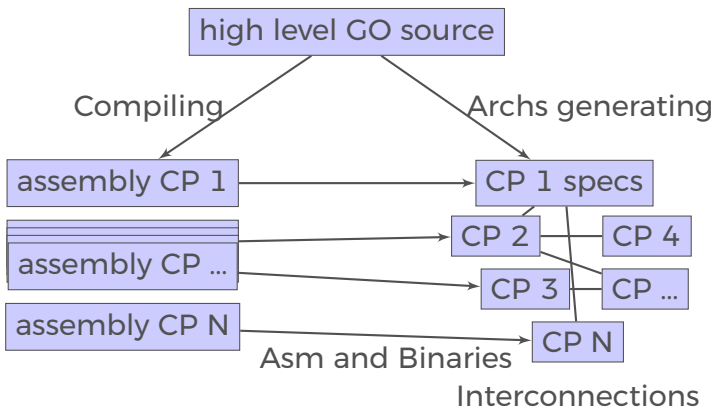 high level GO source
Compiling
Archs generating
assembly CP 1
CP 1 specs
CP 2
CP 4
assembly CP ...
CP 3
CP ...
assembly CP N
CP N
Asm and Binaries
Interconnections